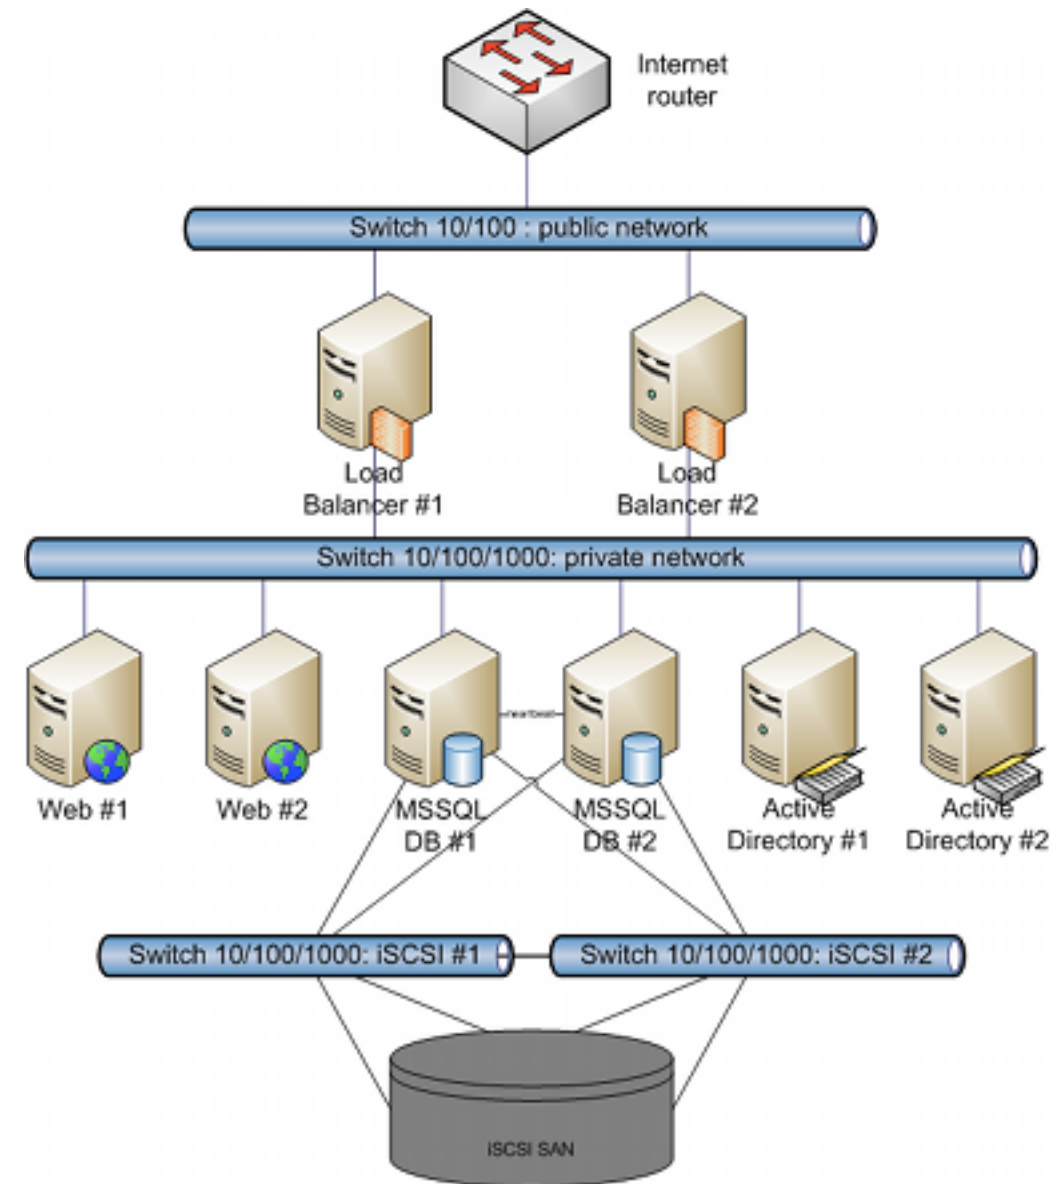 Internet
router
Switch 10/100 : public network
Load
Balancer #1
Load
Balancer #2
Switch 10/100/1000: private network
heartbeat
Web #1
Web #2
MSSQL
DB #1
MSSQL
DB #2
Active
Directory #1
Active
Directory #2
Switch 10/100/1000: iSCSI #1
Switch 10/100/1000: iSCSI #2
iSCSI SAN